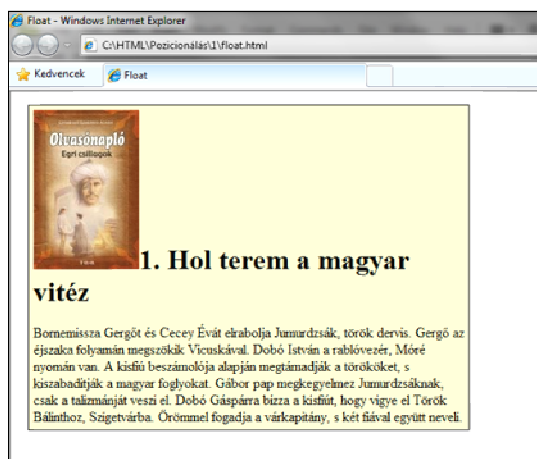 Float - Windows Internet Explorer
C:\HTML\Pozicionálás\1\float.html
Kedvencek
Float
Olvasónapló
Egri csillagok
1. Hol terem a magyar
vitéz
Bornemissza Gergőt és Cecey Évát elrabolja Jumurdzsák, török dervis. Gergő az
éjszaka folyamán megszökik Vicuskával. Dobó István a rablóvezér, Móré
nyomán van. A kisfiú beszámolója alapján megtámadják a törököket, s
kiszabadítják a magyar foglyokat. Gábor pap megkegyelmez Jumurdzsáknak,
csak a talizmánját veszi el. Dobó Gáspárra bízza a kisfiút, hogy vigye el Török
Bálinthoz, Szigetvárba. Örömmel fogadja a várkapitány, s két fiával együtt neveli.